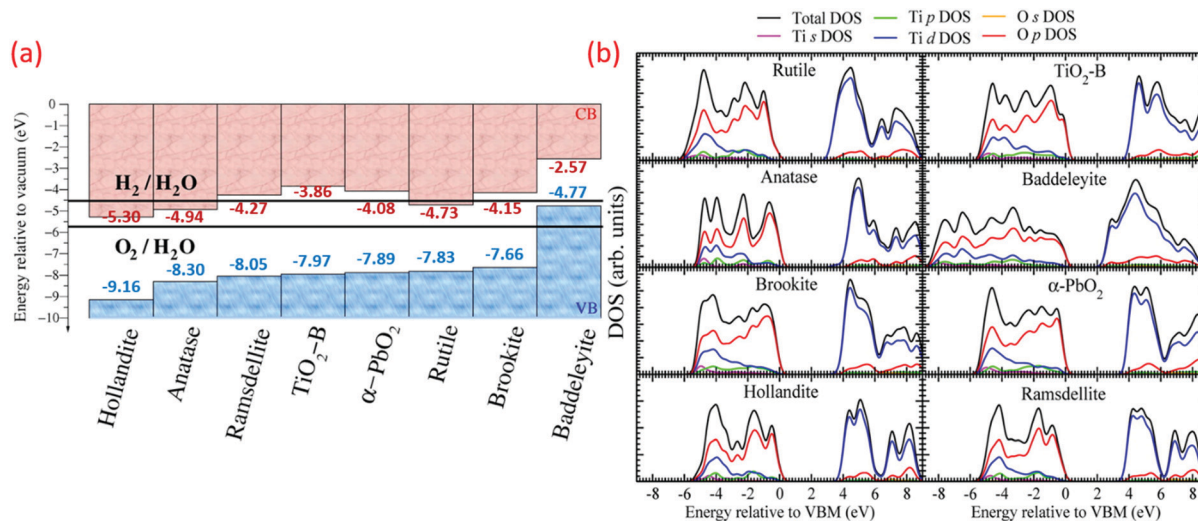 (a)
Energy relative to vacuum (eV)
0
-1
-2
-3
-4
-5
-6
-7
-8
-9
-10
CB
H2 / H2O
O2 / H2O
VB
-5.30
-4.94
-4.27
-3.86
-4.08
-4.73
-4.15
-2.57
-4.77
-9.16
-8.30
-8.05
-7.97
-7.89
-7.83
-7.66
Hollandite
Anatase
Ramsdellite
TiO2-B
α-PbO2
Rutile
Brookite
Baddeleyite
(b)
Total DOS Ti p DOS O s DOS
Ti s DOS Ti d DOS O p DOS
DOS (arb. units)
Rutile
TiO2-B
Anatase
Baddeleyite
Brookite
α-PbO2
Hollandite
Ramsdellite
-8 -6 -4 -2 0 2 4 6 8
-8 -6 -4 -2 0 2 4 6 8
Energy relative to VBM (eV)
Energy relative to VBM (eV)